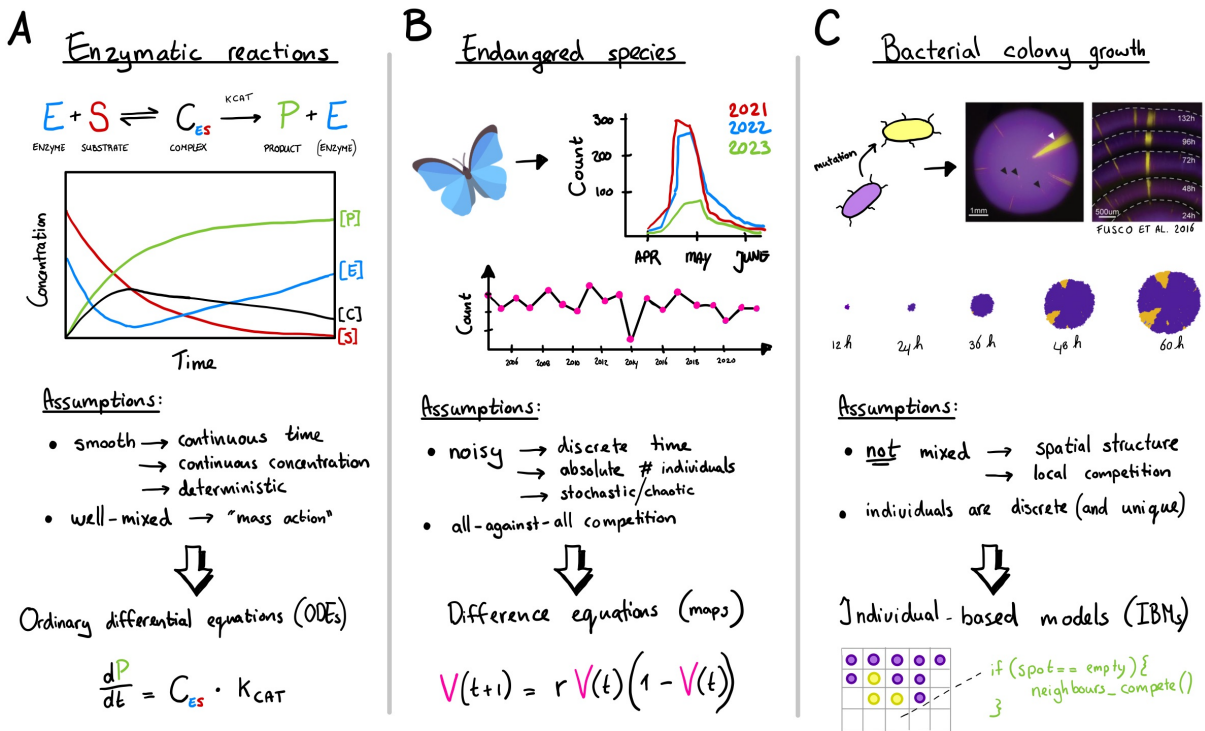 A
Enzymatic reactions
E + S ⇌ C_ES → P + E
KCAT
ENZYME SUBSTRATE COMPLEX PRODUCT (ENZYME)
Concentration
[P]
[E]
[C]
[S]
Time
Assumptions:
• smooth → continuous time
→ continuous concentration
→ deterministic
• well-mixed → "mass action"
Ordinary differential equations (ODEs)
dP/dt = C_ES · KCAT
B
Endangered species
2021
2022
2023
Count
300
200
100
APR MAY JUNE
Count
2006 2008 2010 2012 2014 2016 2018 2020
Assumptions:
• noisy → discrete time
→ absolute # individuals
→ stochastic/chaotic
• all-against-all competition
Difference equations (maps)
V(t+1) = r V(t) (1 - V(t))
C
Bacterial colony growth
mutation
1mm
132h
96h
72h
48h
24h
500um
FUSCO ET AL. 2016
12h 24h 36h 48h 60h
Assumptions:
• not mixed → spatial structure
→ local competition
• individuals are discrete (and unique)
Individual-based models (IBMs)
if (spot == empty) {
neighbours_compete()
}